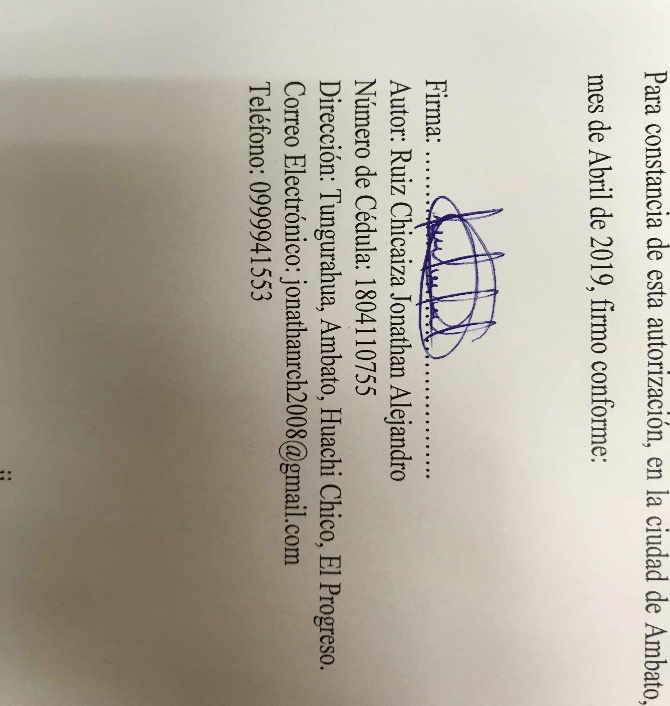 Para constancia de esta autorización, en la ciudad de Ambato,
mes de Abril de 2019, firmo conforme:
Firma: ........................................
Autor: Ruiz Chicaiza Jonathan Alejandro
Número de Cédula: 1804110755
Dirección: Tungurahua, Ambato, Huachi Chico, El Progreso.
Correo Electrónico: jonathanrch2008@gmail.com
Teléfono: 0999941553
ii